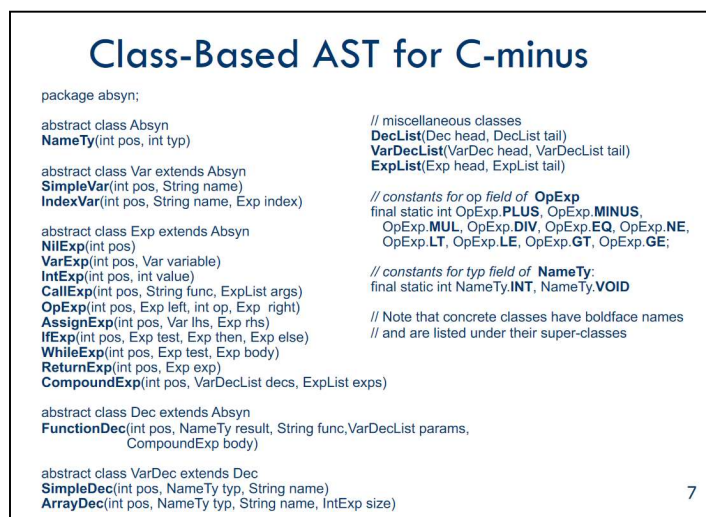 Class-Based AST for C-minus
package absyn;
abstract class Absyn
NameTy(int pos, int typ)
abstract class Var extends Absyn
SimpleVar(int pos, String name)
IndexVar(int pos, String name, Exp index)
abstract class Exp extends Absyn
NilExp(int pos)
VarExp(int pos, Var variable)
IntExp(int pos, int value)
CallExp(int pos, String func, ExpList args)
OpExp(int pos, Exp left, int op, Exp  right)
AssignExp(int pos, Var lhs, Exp rhs)
IfExp(int pos, Exp test, Exp then, Exp else)
WhileExp(int pos, Exp test, Exp body)
ReturnExp(int pos, Exp exp)
CompoundExp(int pos, VarDecList decs, ExpList exps)
abstract class Dec extends Absyn
FunctionDec(int pos, NameTy result, String func,VarDecList params,
CompoundExp body)
abstract class VarDec extends Dec
SimpleDec(int pos, NameTy typ, String name)
ArrayDec(int pos, NameTy typ, String name, IntExp size)
// miscellaneous classes
DecList(Dec head, DecList tail)
VarDecList(VarDec head, VarDecList tail)
ExpList(Exp head, ExpList tail)
// constants for op field of OpExp
final static int OpExp.PLUS, OpExp.MINUS,
OpExp.MUL, OpExp.DIV, OpExp.EQ, OpExp.NE,
OpExp.LT, OpExp.LE, OpExp.GT, OpExp.GE;
// constants for typ field of NameTy:
final static int NameTy.INT, NameTy.VOID
// Note that concrete classes have boldface names
// and are listed under their super-classes
7